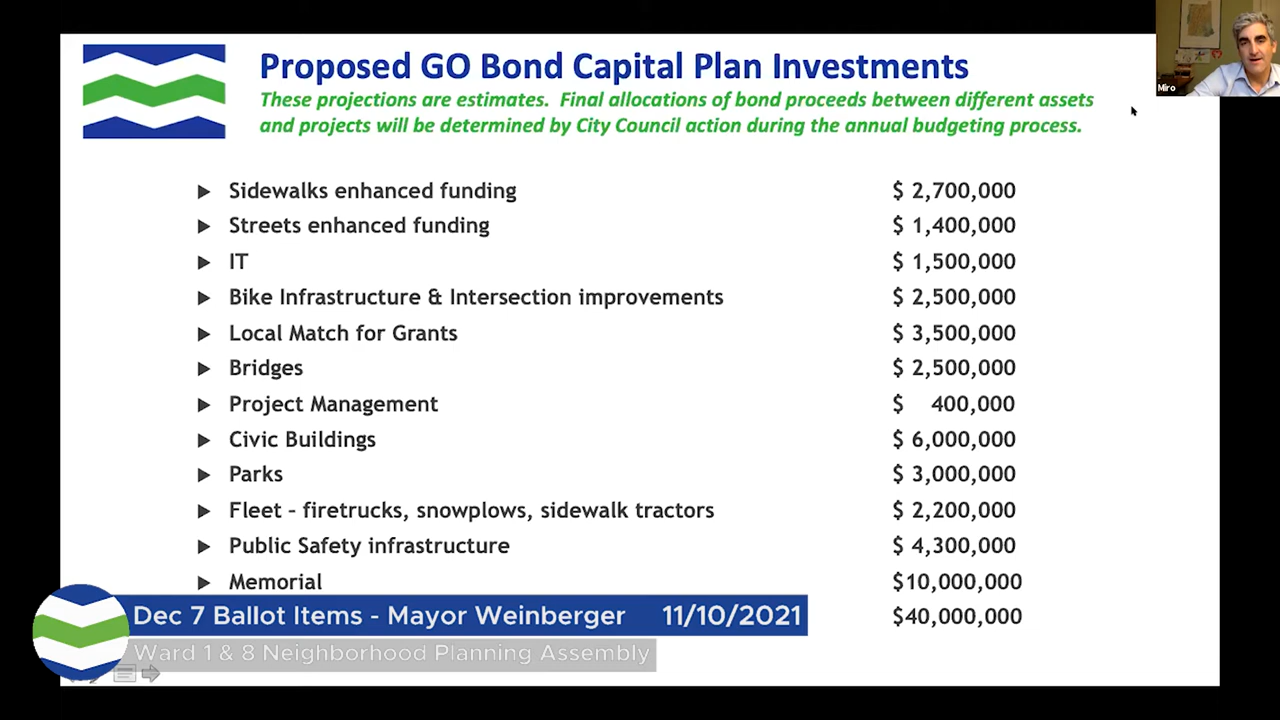 Proposed GO Bond Capital Plan Investments
These projections are estimates. Final allocations of bond proceeds between different assets
and projects will be determined by City Council action during the annual budgeting process.
Miro
▶ Sidewalks enhanced funding $ 2,700,000
▶ Streets enhanced funding $ 1,400,000
▶ IT $ 1,500,000
▶ Bike Infrastructure & Intersection improvements $ 2,500,000
▶ Local Match for Grants $ 3,500,000
▶ Bridges $ 2,500,000
▶ Project Management $ 400,000
▶ Civic Buildings $ 6,000,000
▶ Parks $ 3,000,000
▶ Fleet – firetrucks, snowplows, sidewalk tractors $ 2,200,000
▶ Public Safety infrastructure $ 4,300,000
▶ Memorial $10,000,000
$40,000,000
Dec 7 Ballot Items - Mayor Weinberger 11/10/2021
Ward 1 & 8 Neighborhood Planning Assembly